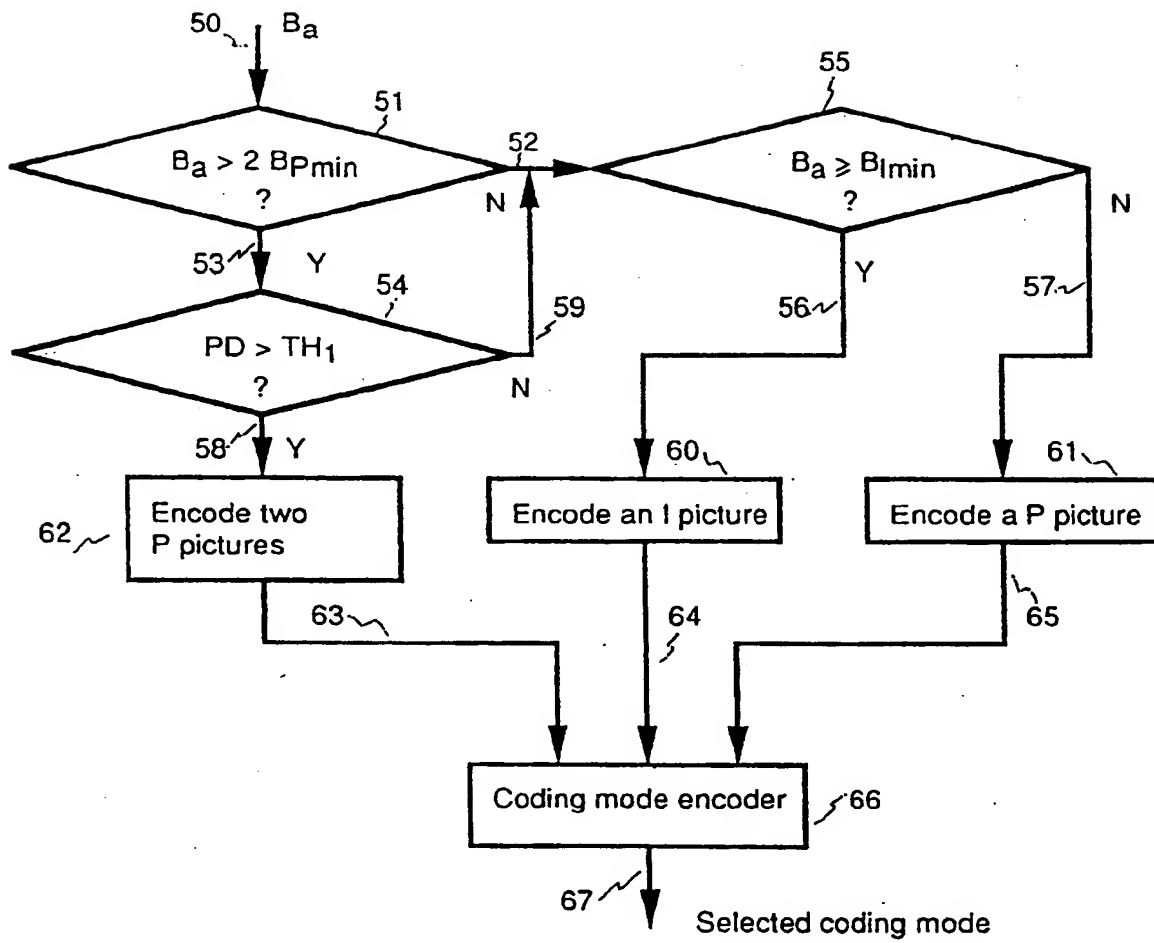 50
Ba
51
Ba > 2 BPmin
?
52
N
53
Y
54
PD > TH1
?
59
N
58
Y
55
Ba ⩾ BImin
?
56
Y
57
N
62
Encode two
P pictures
60
Encode an I picture
61
Encode a P picture
63
64
65
Coding mode encoder
66
67
Selected coding mode